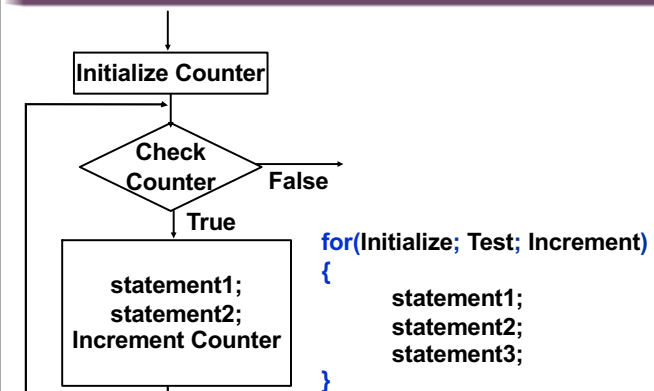 Initialize Counter
Check
Counter
False
True
statement1;
statement2;
Increment Counter
for(Initialize; Test; Increment)
{
statement1;
statement2;
statement3;
}